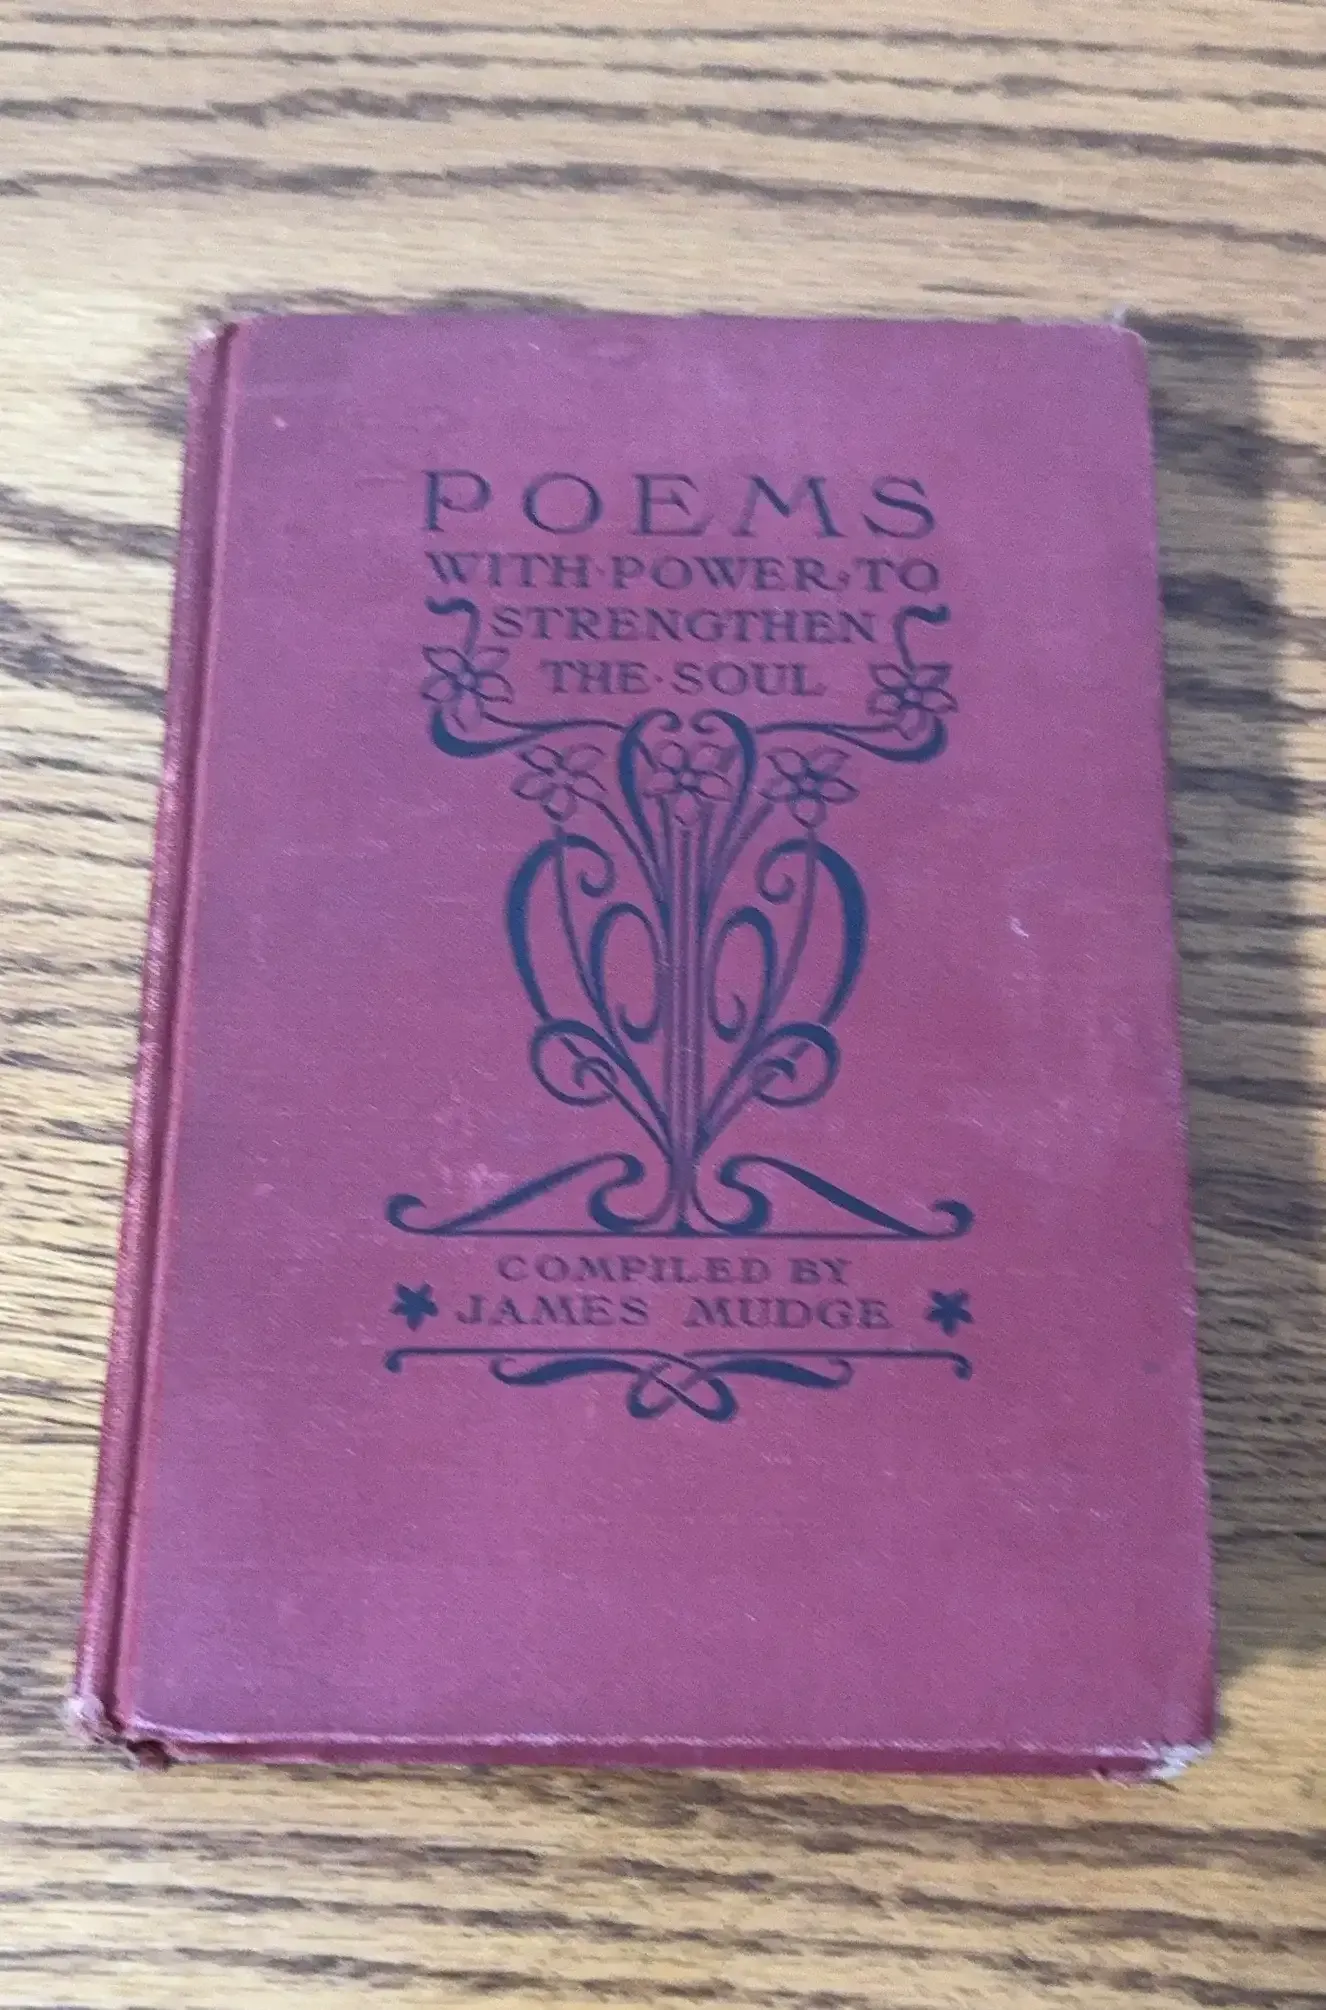 POEMS
WITH·POWER·TO
STRENGTHEN
THE·SOUL
COMPILED BY
JAMES MUDGE